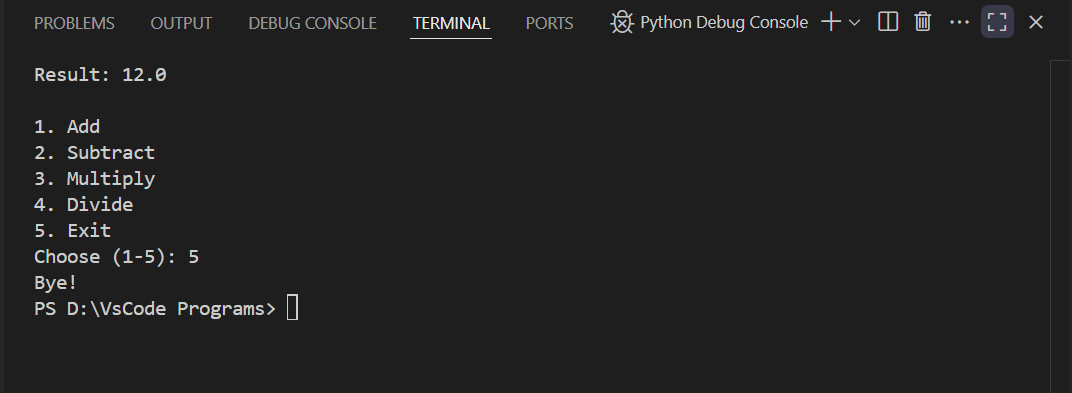 PROBLEMS OUTPUT DEBUG CONSOLE TERMINAL PORTS Python Debug Console
Result: 12.0
1. Add
2. Subtract
3. Multiply
4. Divide
5. Exit
Choose (1-5): 5
Bye!
PS D:\VsCode Programs>